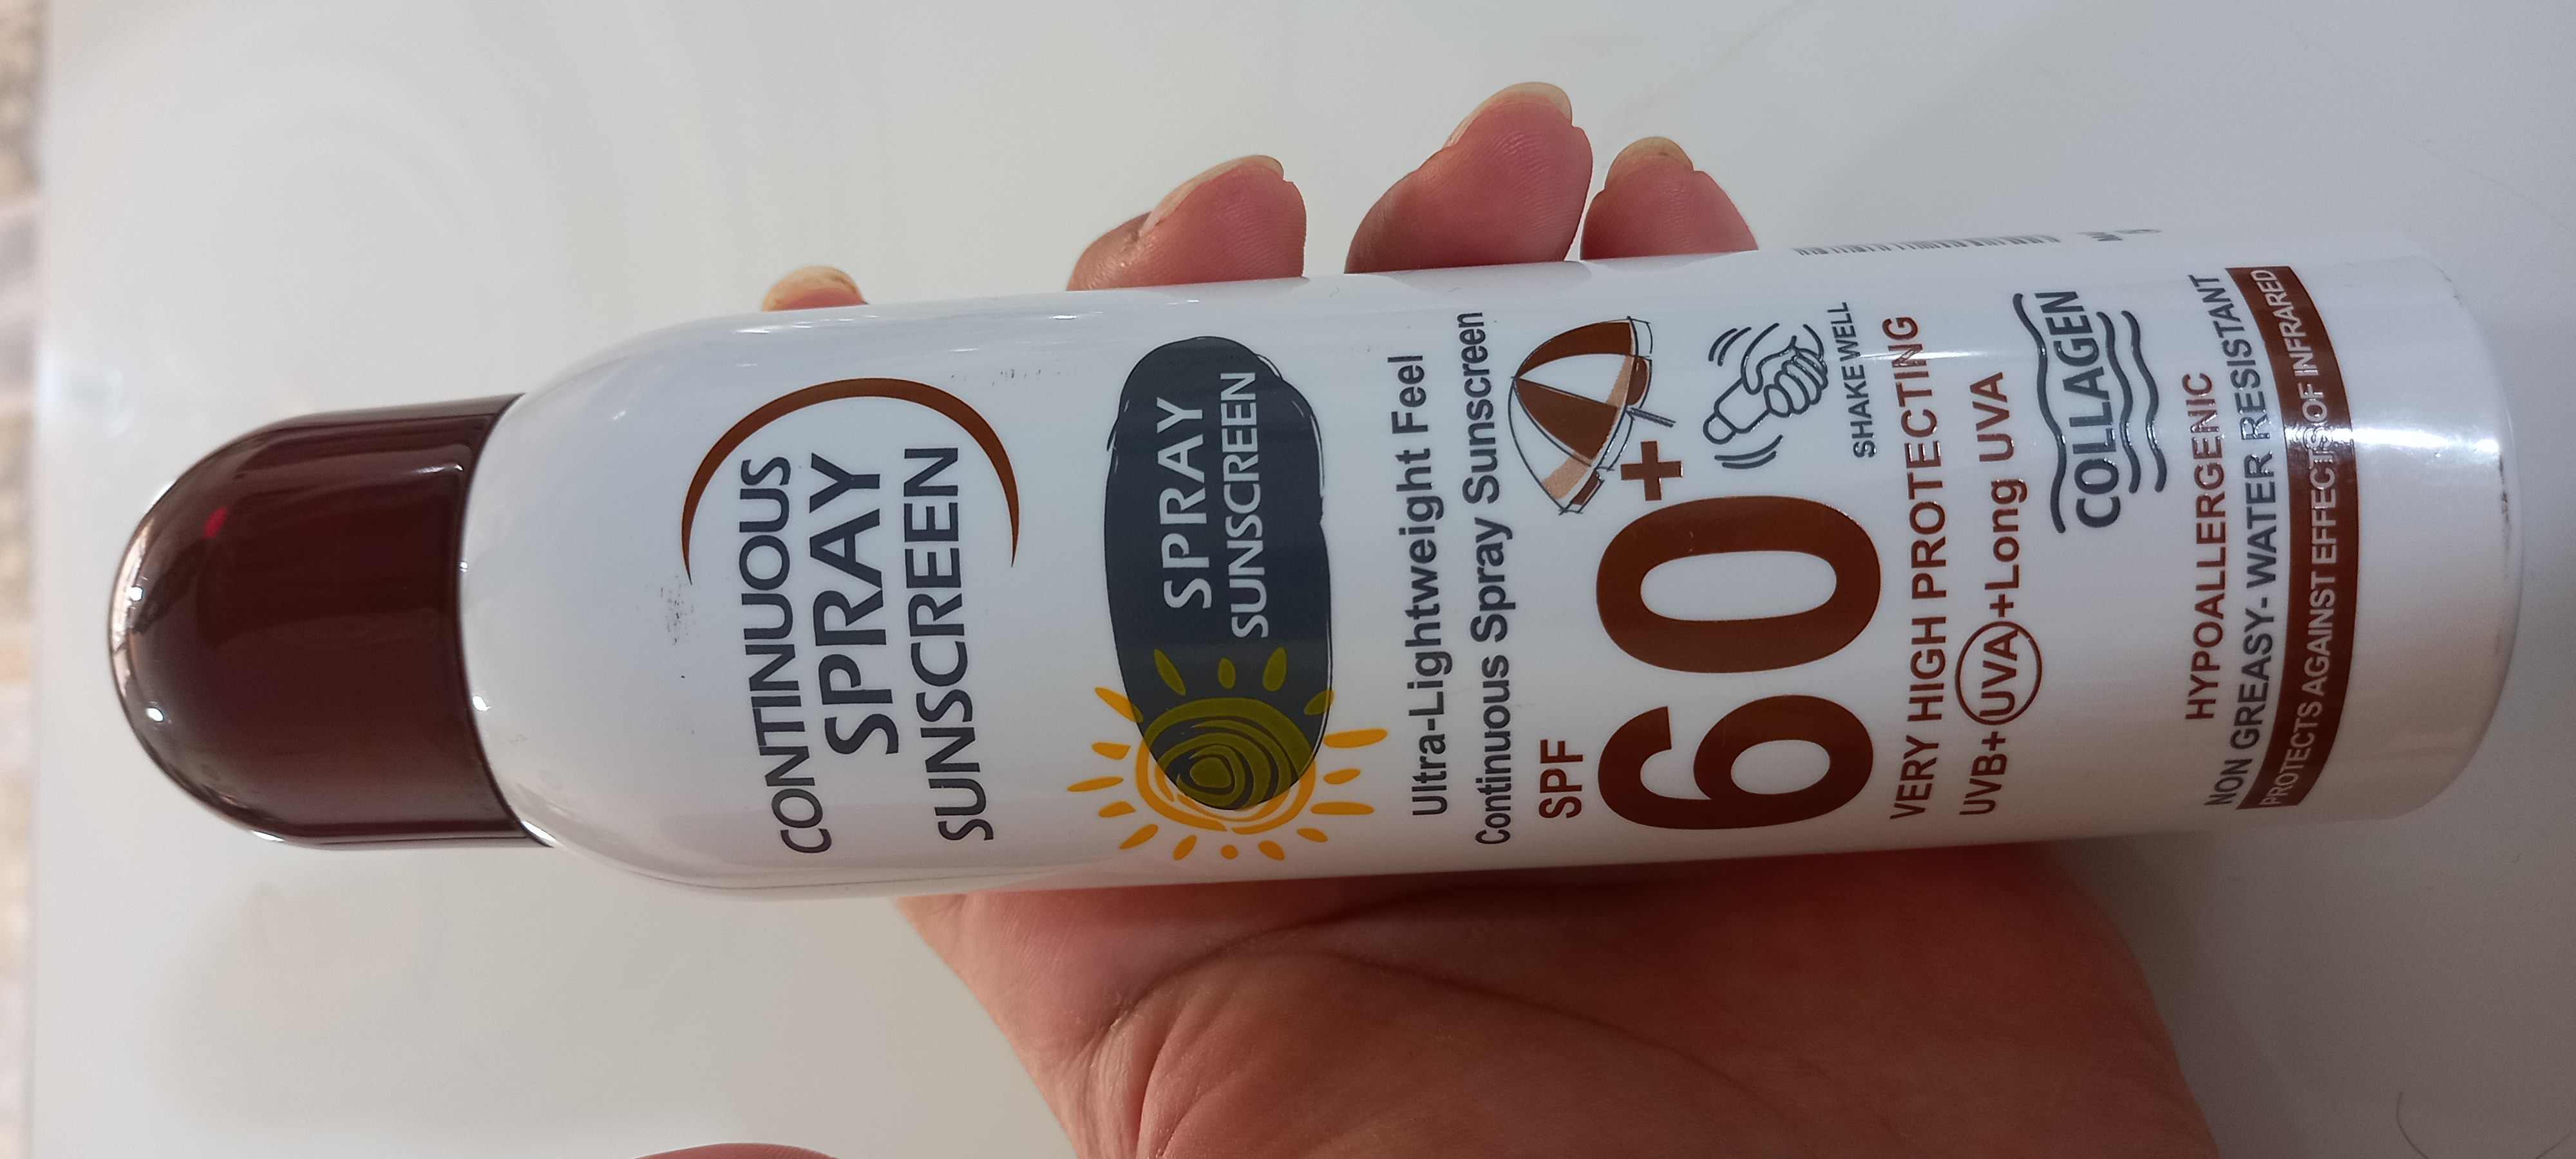 CONTINUOUS
SPRAY
SUNSCREEN
SPRAY
SUNSCREEN
Ultra-Lightweight Feel
Continuous Spray Sunscreen
SPF
60+
SHAKE WELL
VERY HIGH PROTECTING
UVB+UVA+Long UVA
COLLAGEN
HYPOALLERGENIC
NON GREASY- WATER RESISTANT
PROTECTS AGAINST EFFECTS OF INFRARED